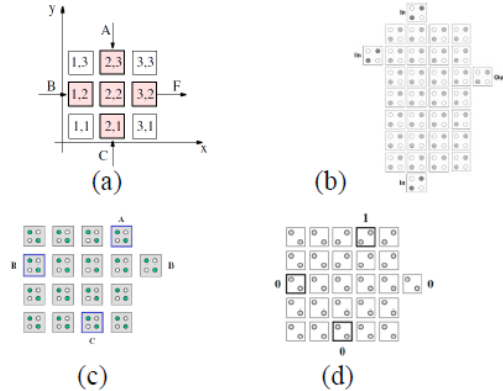 y
A
1,3 2,3 3,3
B 1,2 2,2 3,2 F
1,1 2,1 3,1
x
C
(a)
In
In
Ou
In
(b)
A
B B
C
(c)
1
0 0
0
(d)